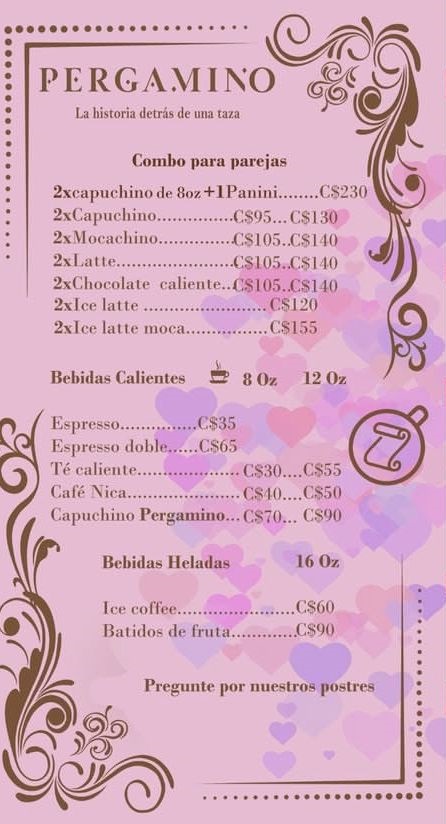 PERGAMINO
La historia detrás de una taza
Combo para parejas
2xcapuchino de 8oz+1Panini........C$230
2xCapuchino...............C$95... C$130
2xMocachino...............C$105..C$140
2xLatte.......................C$105..C$140
2xChocolate caliente...C$105..C$140
2xIce latte .....................C$120
2xIce latte moca...............C$155
Bebidas Calientes 8 Oz 12 Oz
Espresso..............C$35
Espresso doble......C$65
Té caliente...................C$30....C$55
Café Nica.....................C$40....C$50
Capuchino Pergamino...C$70... C$90
Bebidas Heladas 16 Oz
Ice coffee......................C$60
Batidos de fruta............C$90
Pregunte por nuestros postres